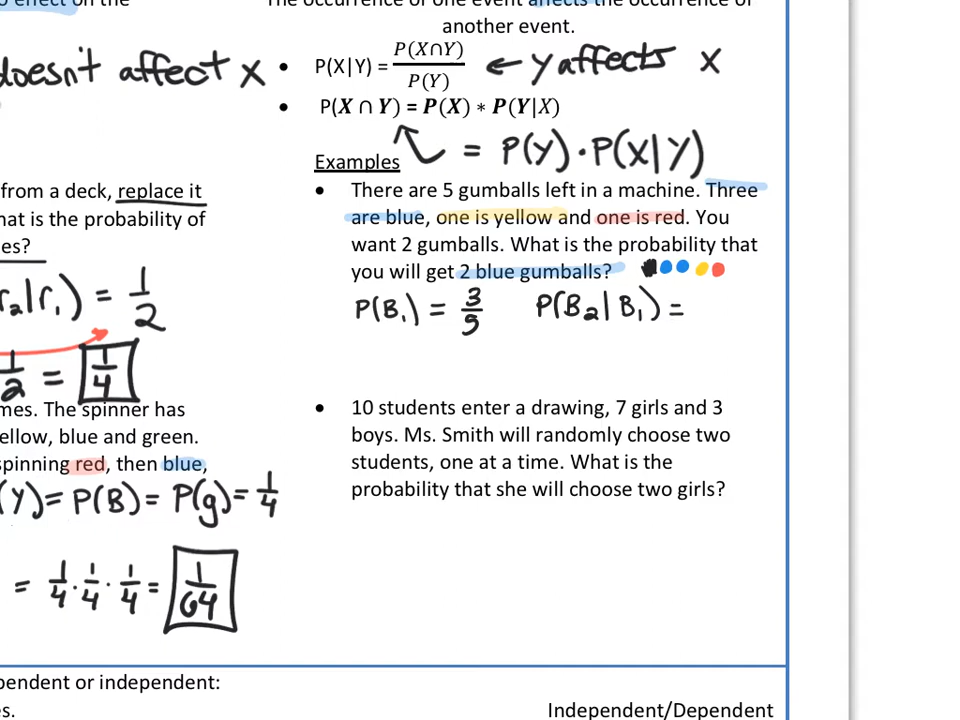 o effect on the
doesn't affect X
from a deck, replace it
hat is the probability of
es?
r₂|r₁) = 1/2
1/2 = 1/4
mes. The spinner has
ellow, blue and green.
spinning red, then blue,
(Y) = P(B) = P(g) = 1/4
= 1/4 · 1/4 · 1/4 = 1/64
The occurrence of one event affects the occurrence of
another event.
• P(X|Y) = P(X∩Y)/P(Y) ← Y affects X
• P(X ∩ Y) = P(X) ∗ P(Y|X)
= P(Y) · P(X|Y)
Examples
• There are 5 gumballs left in a machine. Three
are blue, one is yellow and one is red. You
want 2 gumballs. What is the probability that
you will get 2 blue gumballs?
P(B₁) = 3/5 P(B₂|B₁) =
• 10 students enter a drawing, 7 girls and 3
boys. Ms. Smith will randomly choose two
students, one at a time. What is the
probability that she will choose two girls?
pendent or independent:
es.
Independent/Dependent